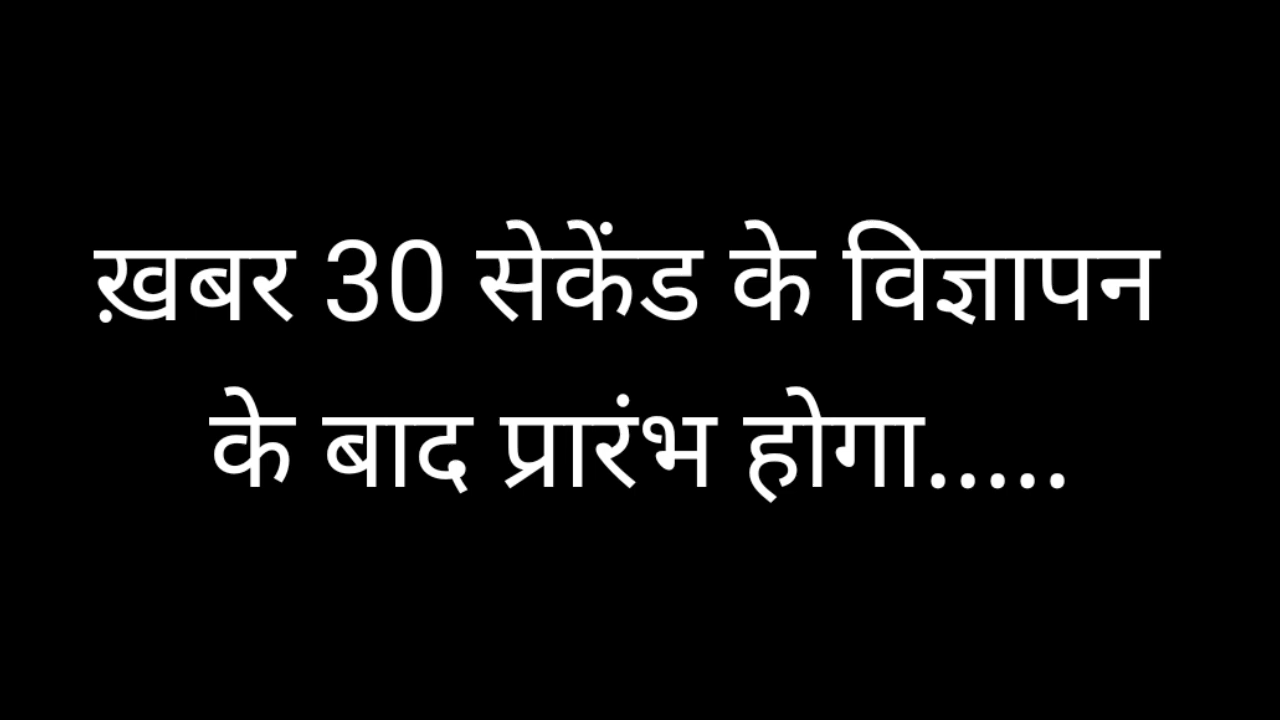 ख़बर 30 सेकेंड के विज्ञापन
के बाद प्रारंभ होगा.....